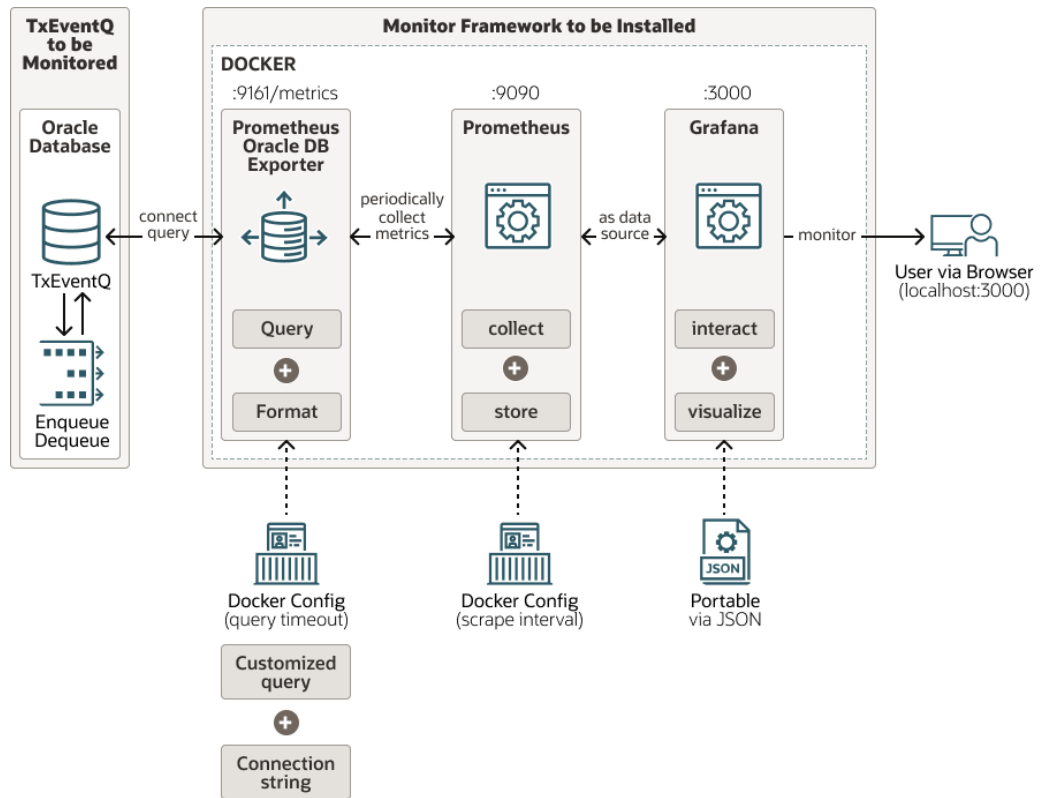 TxEventQ
to be
Monitored
Oracle
Database
TxEventQ
Enqueue
Dequeue
connect
query
Monitor Framework to be Installed
DOCKER
:9161/metrics
Prometheus
Oracle DB
Exporter
Query
Format
periodically
collect
metrics
:9090
Prometheus
collect
store
as data
source
:3000
Grafana
interact
visualize
monitor
User via Browser
(localhost:3000)
Docker Config
(query timeout)
Customized
query
Connection
string
Docker Config
(scrape interval)
JSON
Portable
via JSON